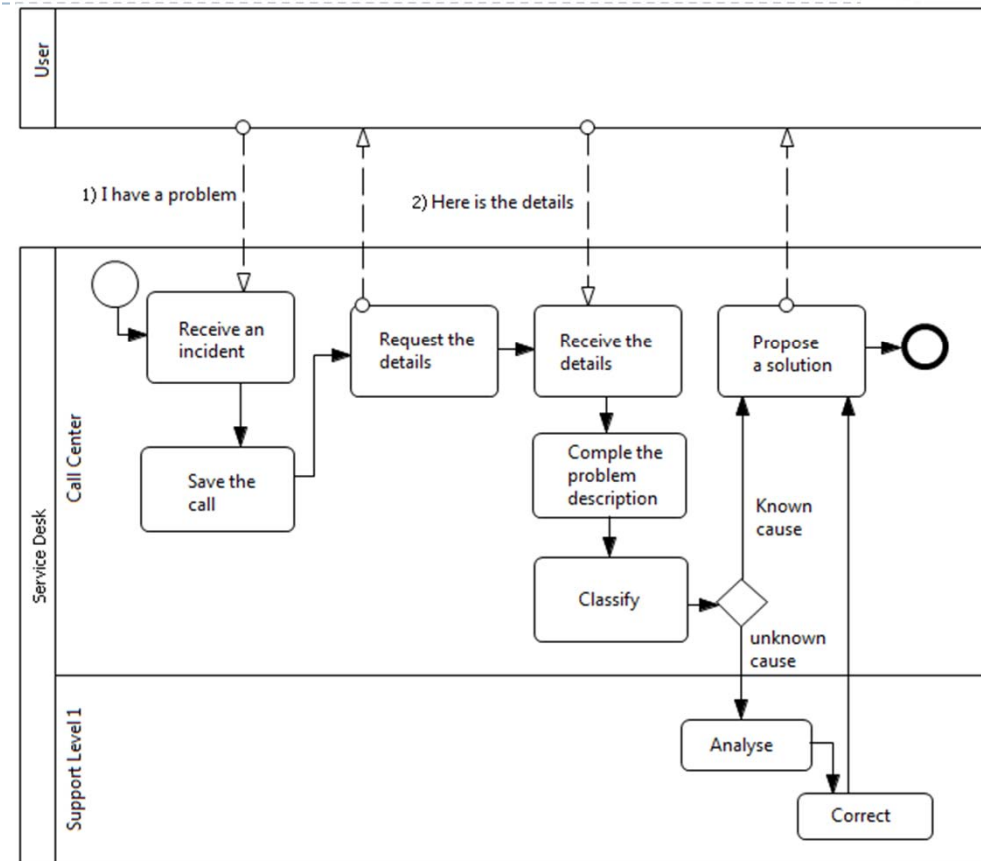 User
1) I have a problem
2) Here is the details
Service Desk
Call Center
Receive an
incident
Save the
call
Request the
details
Receive the
details
Comple the
problem
description
Classify
Propose
a solution
Known
cause
unknown
cause
Support Level 1
Analyse
Correct